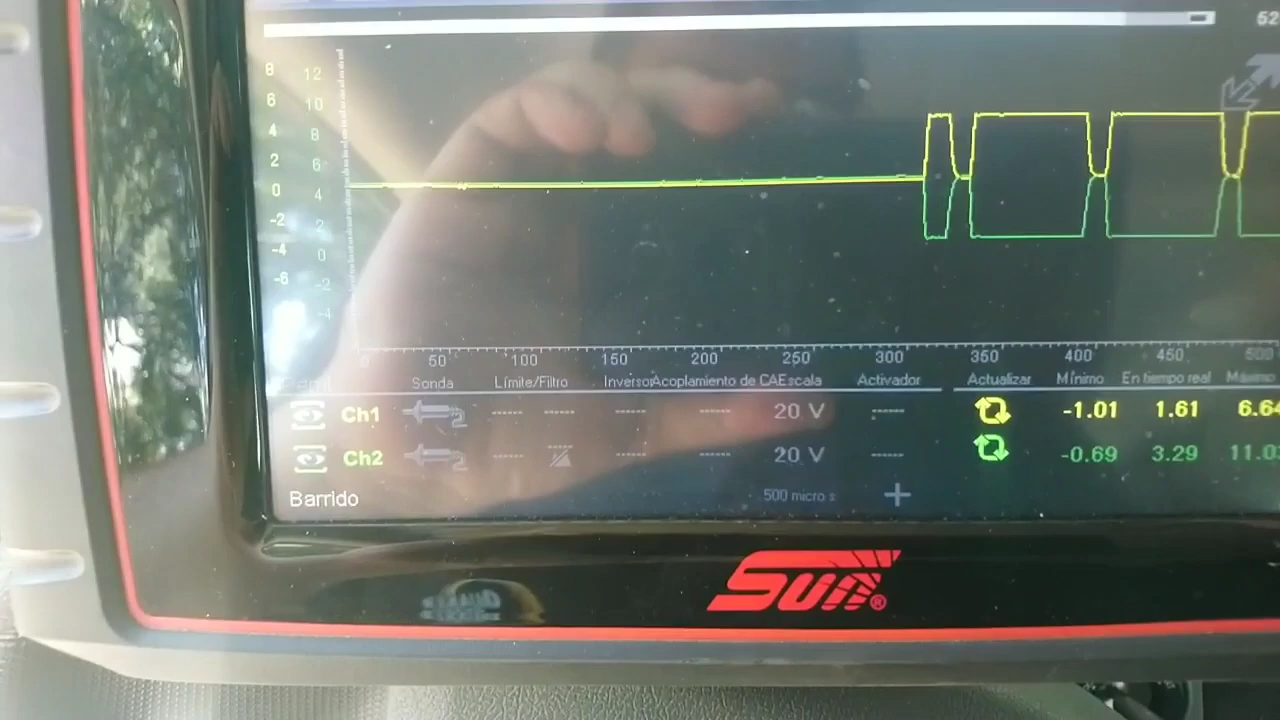 52
8 12
6 10
4 8
2 6
0 4
-2 2
-4 0
-6 -2
-4
0 50 100 150 200 250 300 350 400 450 500
Sonda Límite/Filtro Inversor Acoplamiento de CA Escala Activador Actualizar Mínimo En tiempo real Máximo
Ch1 ------ ------ ------ ------ 20 V ------ -1.01 1.61 6.64
Ch2 ------ ------ ------ 20 V ------ -0.69 3.29 11.0
Barrido 500 micro s +
Sun®